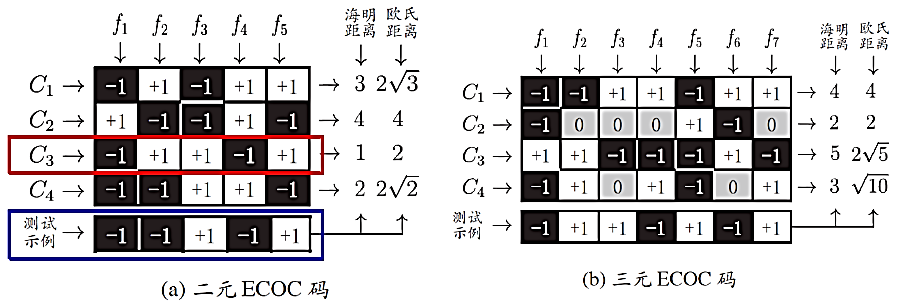 f1 f2 f3 f4 f5 海明距离 欧氏距离
↓ ↓ ↓ ↓ ↓ ↓ ↓
C1 → -1 +1 -1 +1 +1 → 3 2√3
C2 → +1 -1 -1 +1 -1 → 4 4
C3 → -1 +1 +1 -1 +1 → 1 2
C4 → -1 -1 +1 +1 -1 → 2 2√2
测试示例 → -1 -1 +1 -1 +1
(a) 二元 ECOC 码
f1 f2 f3 f4 f5 f6 f7 海明距离 欧氏距离
↓ ↓ ↓ ↓ ↓ ↓ ↓ ↓ ↓
C1 → -1 -1 +1 +1 -1 +1 +1 → 4 4
C2 → -1 0 0 0 +1 -1 0 → 2 2
C3 → +1 +1 -1 -1 -1 +1 -1 → 5 2√5
C4 → -1 +1 0 +1 -1 0 +1 → 3 √10
测试示例 → -1 +1 +1 -1 +1 -1 +1
(b) 三元 ECOC 码